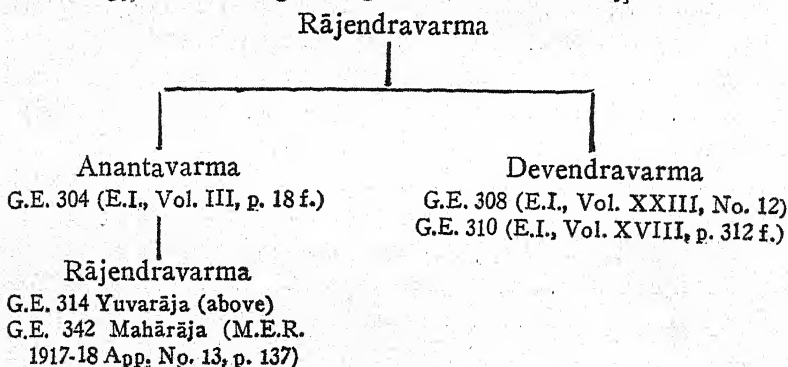 Rājendravarma
Anantavarma
G.E. 304 (E.I., Vol. III, p. 18 f.)
Devendravarma
G.E. 308 (E.I., Vol. XXIII, No. 12)
G.E. 310 (E.I., Vol. XVIII, p. 312 f.)
Rājendravarma
G.E. 314 Yuvarāja (above)
G.E. 342 Mahārāja (M.E.R.
1917-18 App. No. 13, p. 137)